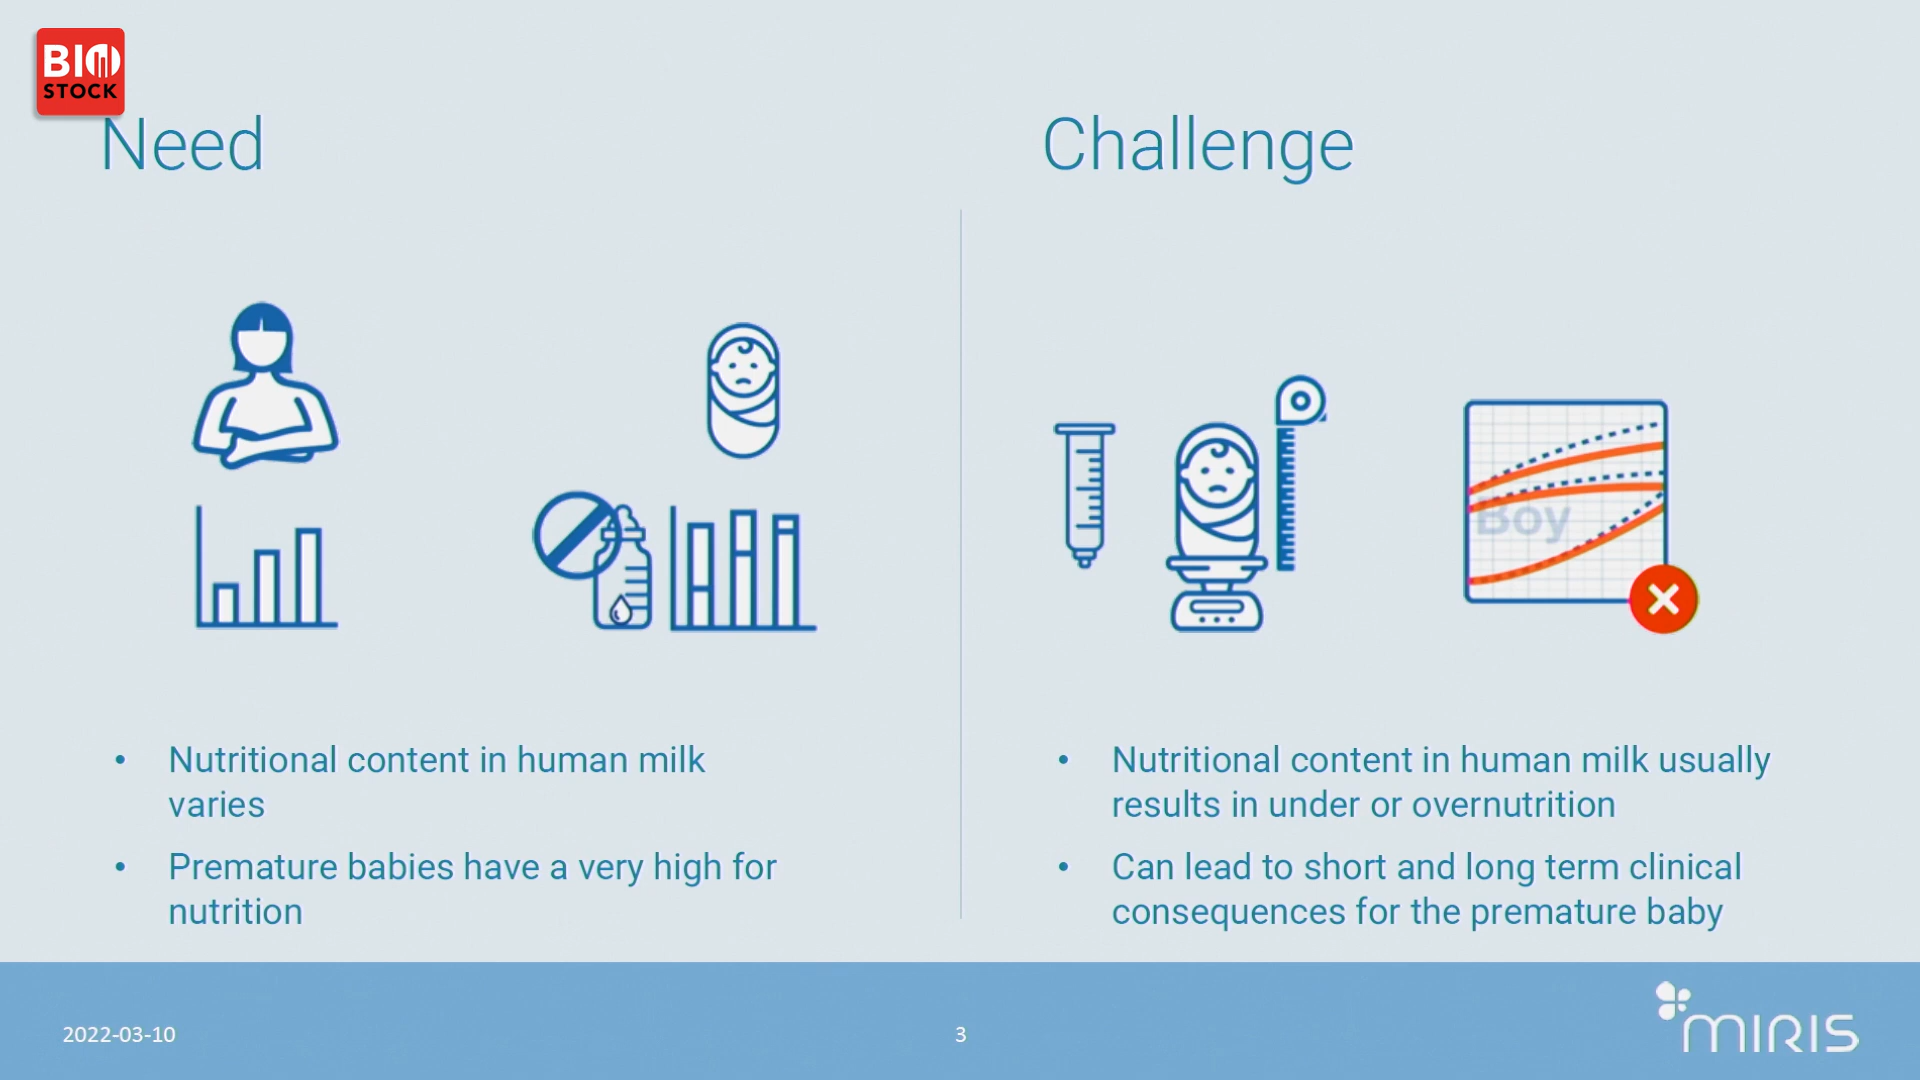 BIO
STOCK
Need
Challenge
Boy
• Nutritional content in human milk
varies
• Premature babies have a very high for
nutrition
• Nutritional content in human milk usually
results in under or overnutrition
• Can lead to short and long term clinical
consequences for the premature baby
2022-03-10
3
MIRIS